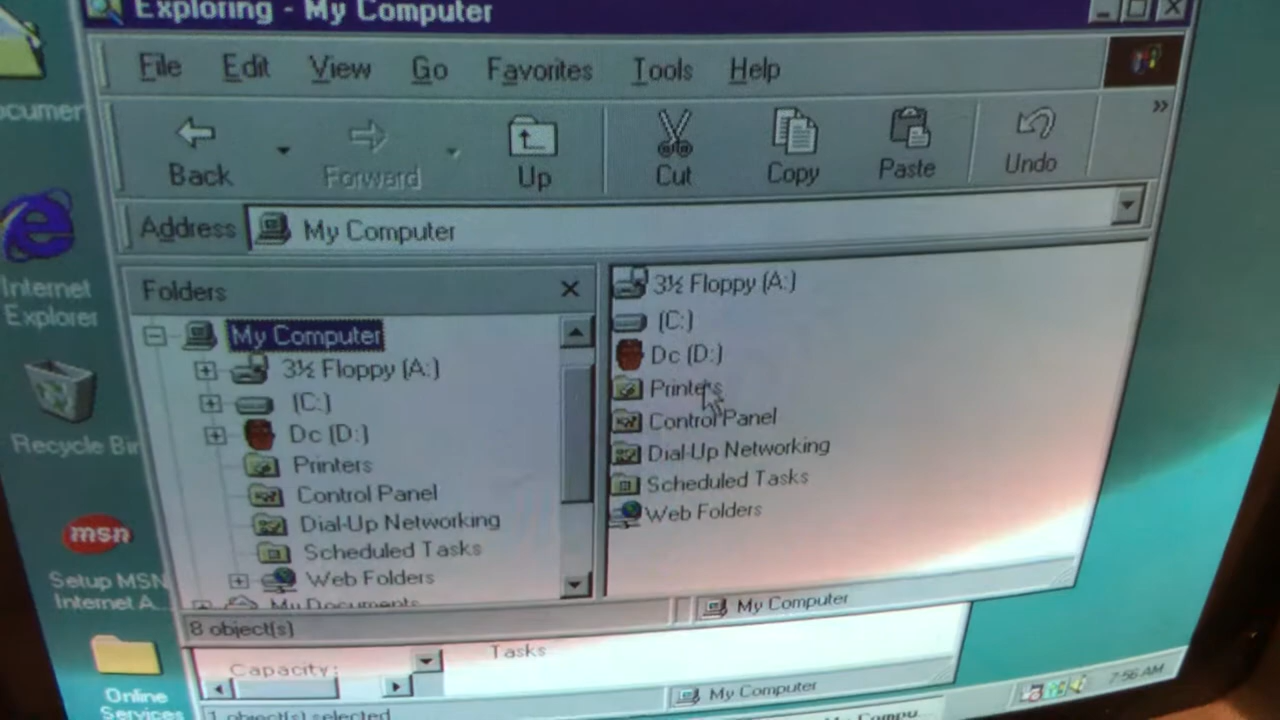 Exploring - My Computer
File Edit View Go Favorites Tools Help
Back Forward Up Cut Copy Paste Undo
Address My Computer
Folders
My Computer
3½ Floppy (A:)
(C:)
Dc (D:)
Printers
Control Panel
Dial-Up Networking
Scheduled Tasks
Web Folders
My Documents
3½ Floppy (A:)
(C:)
Dc (D:)
Printers
Control Panel
Dial-Up Networking
Scheduled Tasks
Web Folders
8 object(s)
My Computer
Capacity:
Tasks
1 object(s) selected
My Computer
My Compu...
7:56 AM
ocumen
Internet
Explorer
Recycle Bin
msn
Setup MSN
Internet A...
Online
Services